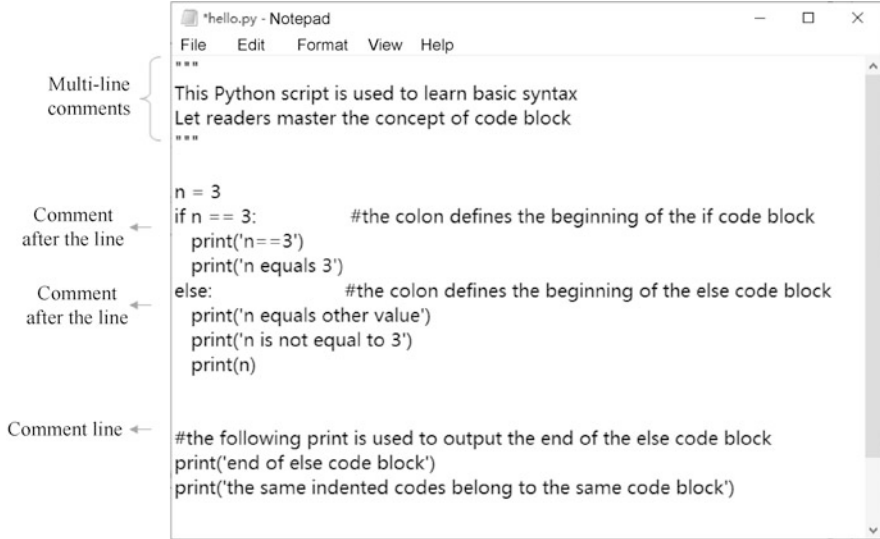 *hello.py - Notepad
File Edit Format View Help
"""
Multi-line
comments
This Python script is used to learn basic syntax
Let readers master the concept of code block
"""
n = 3
Comment
after the line
if n == 3: #the colon defines the beginning of the if code block
print('n==3')
print('n equals 3')
Comment
after the line
else: #the colon defines the beginning of the else code block
print('n equals other value')
print('n is not equal to 3')
print(n)
Comment line
#the following print is used to output the end of the else code block
print('end of else code block')
print('the same indented codes belong to the same code block')